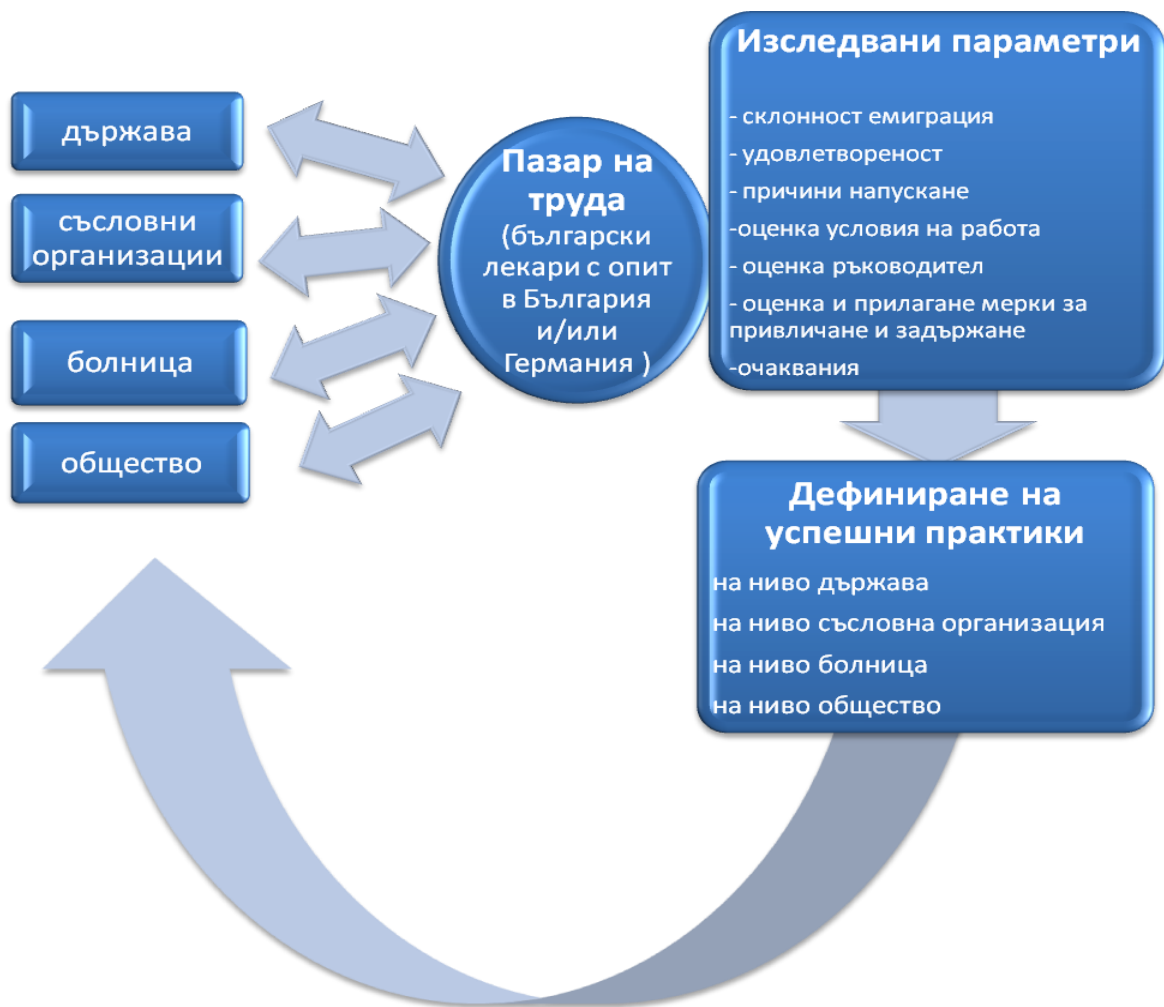 държава
съсловни
организации
болница
общество
Пазар на
труда
(български
лекари с опит
в България
и/или
Германия )
Изследвани параметри
- склонност емиграция
- удовлетвореност
- причини напускане
-оценка условия на работа
- оценка ръководител
- оценка и прилагане мерки за
привличане и задържане
-очаквания
Дефиниране на
успешни практики
на ниво държава
на ниво съсловна организация
на ниво болница
на ниво общество